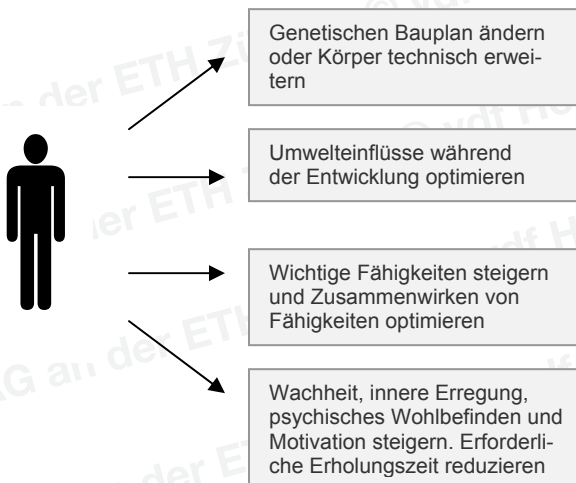 Genetischen Bauplan ändern
oder Körper technisch erwei-
tern
Umwelteinflüsse während
der Entwicklung optimieren
Wichtige Fähigkeiten steigern
und Zusammenwirken von
Fähigkeiten optimieren
Wachheit, innere Erregung,
psychisches Wohlbefinden und
Motivation steigern. Erforderli-
che Erholungszeit reduzieren